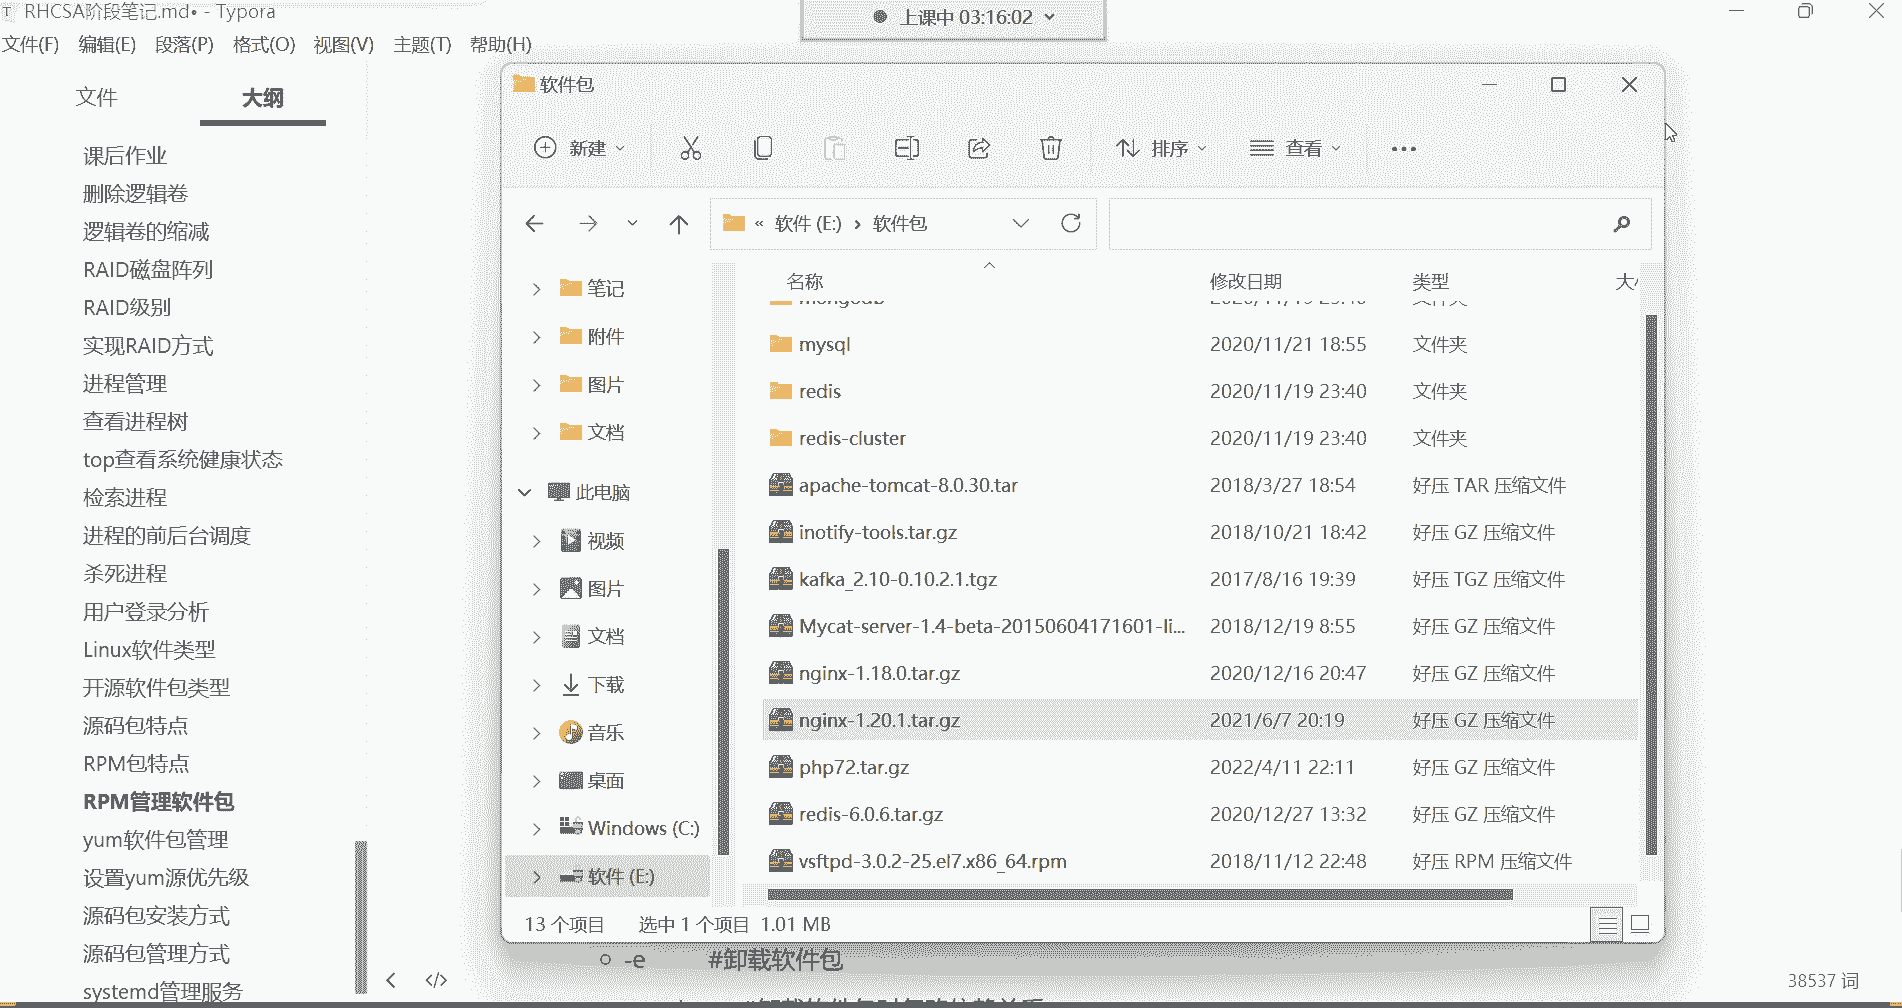 RHCSA阶段笔记.md• - Typora
上课中 03:16:02
文件(F) 编辑(E) 段落(P) 格式(O) 视图(V) 主题(T) 帮助(H)
文件 大纲
课后作业
删除逻辑卷
逻辑卷的缩减
RAID磁盘阵列
RAID级别
实现RAID方式
进程管理
查看进程树
top查看系统健康状态
检索进程
进程的前后台调度
杀死进程
用户登录分析
Linux软件类型
开源软件包类型
源码包特点
RPM包特点
RPM管理软件包
yum软件包管理
设置yum源优先级
源码包安装方式
源码包管理方式
systemd管理服务
软件包
新建 排序 查看
« 软件 (E:) › 软件包
笔记
附件
图片
文档
此电脑
视频
图片
文档
下载
音乐
桌面
Windows (C:)
软件 (E:)
名称 修改日期 类型
mongodb 2020/11/19 23:40 文件夹
mysql 2020/11/21 18:55 文件夹
redis 2020/11/19 23:40 文件夹
redis-cluster 2020/11/19 23:40 文件夹
apache-tomcat-8.0.30.tar 2018/3/27 18:54 好压 TAR 压缩文件
inotify-tools.tar.gz 2018/10/21 18:42 好压 GZ 压缩文件
kafka_2.10-0.10.2.1.tgz 2017/8/16 19:39 好压 TGZ 压缩文件
Mycat-server-1.4-beta-20150604171601-li... 2018/12/19 8:55 好压 GZ 压缩文件
nginx-1.18.0.tar.gz 2020/12/16 20:47 好压 GZ 压缩文件
nginx-1.20.1.tar.gz 2021/6/7 20:19 好压 GZ 压缩文件
php72.tar.gz 2022/4/11 22:11 好压 GZ 压缩文件
redis-6.0.6.tar.gz 2020/12/27 13:32 好压 GZ 压缩文件
vsftpd-3.0.2-25.el7.x86_64.rpm 2018/11/12 22:48 好压 RPM 压缩文件
13 个项目 选中 1 个项目 1.01 MB
-e #卸载软件包
38537 词